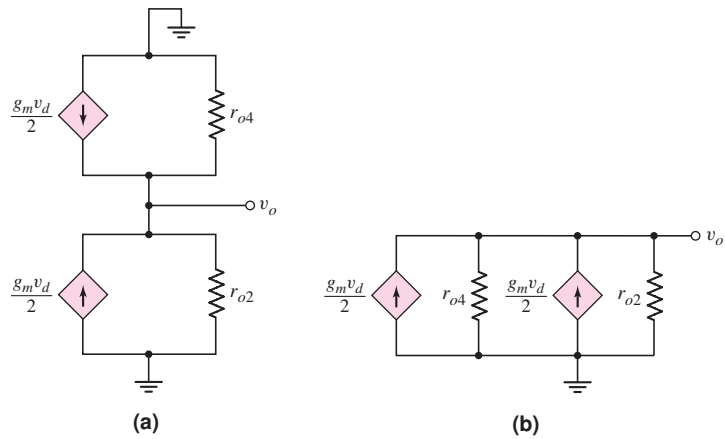 g_m v_d / 2
r_o4
v_o
g_m v_d / 2
r_o2
(a)
g_m v_d / 2
r_o4
g_m v_d / 2
r_o2
v_o
(b)